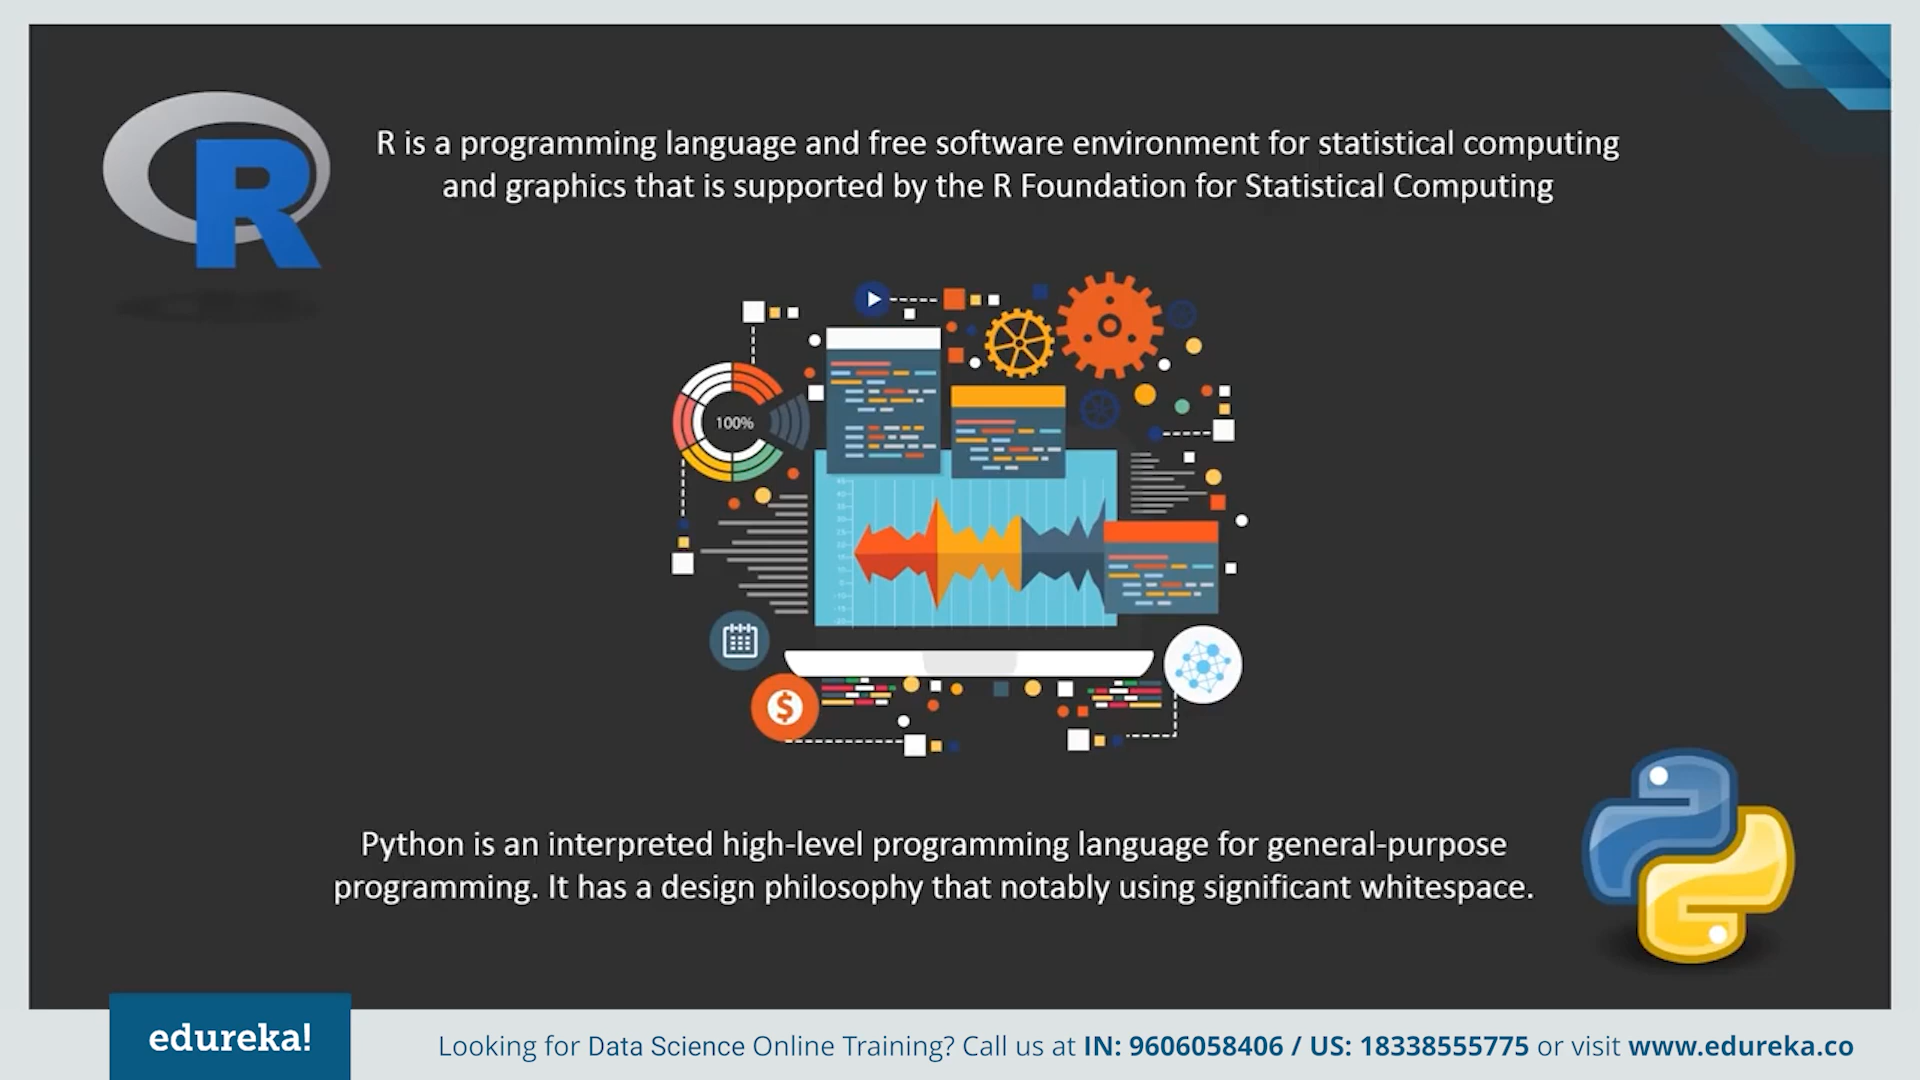 R is a programming language and free software environment for statistical computing
and graphics that is supported by the R Foundation for Statistical Computing
100%
Python is an interpreted high-level programming language for general-purpose
programming. It has a design philosophy that notably using significant whitespace.
edureka!
Looking for Data Science Online Training? Call us at IN: 9606058406 / US: 18338555775 or visit www.edureka.co